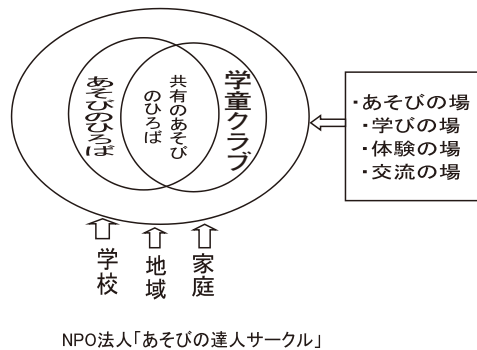 あそびのひろば
共有のあそび
のひろば
学童クラブ
・あそびの場
・学びの場
・体験の場
・交流の場
学校
地域
家庭
NPO法人「あそびの達人サークル」